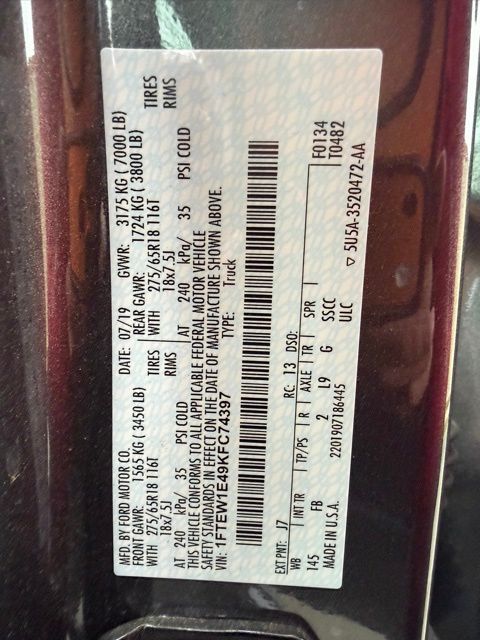 MFD. BY FORD MOTOR CO. DATE: 07/19 GVWR: 3175 KG ( 7000 LB)
FRONT GAWR: 1565 KG ( 3450 LB) REAR GAWR: 1724 KG ( 3800 LB)
WITH 275/65R18 116T TIRES WITH 275/65R18 116T TIRES
18x7.5J RIMS 18x7.5J RIMS
AT 240 kPa/ 35 PSI COLD AT 240 kPa/ 35 PSI COLD
THIS VEHICLE CONFORMS TO ALL APPLICABLE FEDERAL MOTOR VEHICLE
SAFETY STANDARDS IN EFFECT ON THE DATE OF MANUFACTURE SHOWN ABOVE.
VIN: 1FTEW1E49KFC74397 TYPE: Truck
EXT PNT: J7 RC: 13 DSO: F0134
WB INT TR TP/PS R AXLE TR SPR T0482
145 FB 2 L9 G SSCC
MADE IN U.S.A. 2201907186445 ULC ▽ 5U5A-3520472-AA